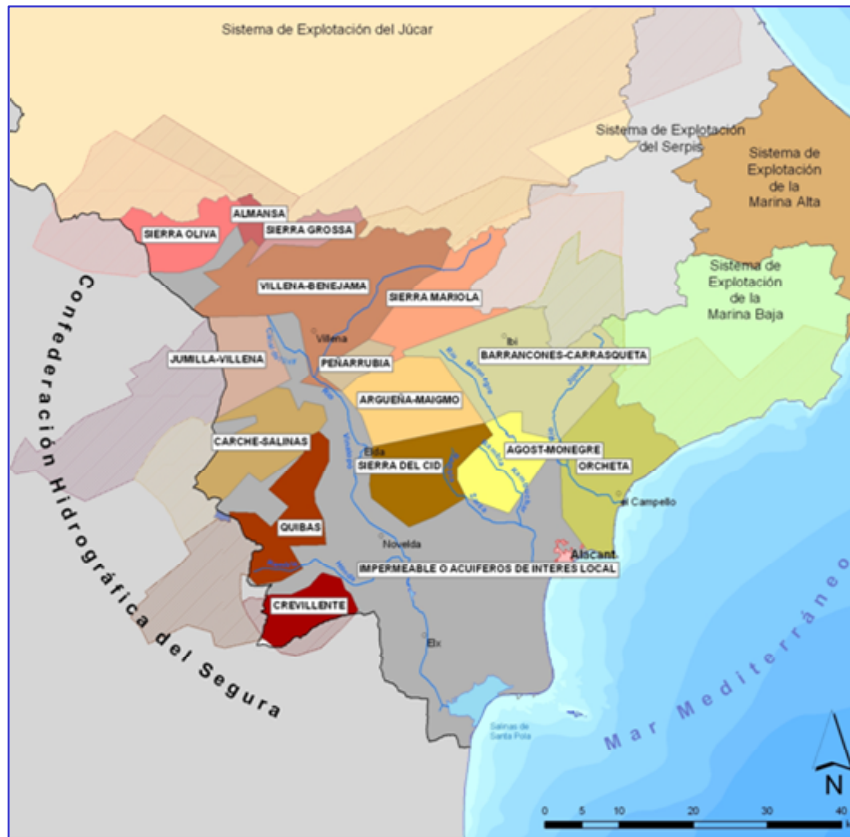 Sistema de Explotación del Júcar
Sistema de Explotación
del Serpis
Sistema de
Explotación
de la
Marina Alta
ALMANSA
SIERRA OLIVA
SIERRA GROSSA
Sistema de
Explotación
de la
Marina Baja
VILLENA-BENEJAMA
SIERRA MARIOLA
Villena
Ibi
JUMILLA-VILLENA
PEÑARRUBIA
BARRANCONES-CARRASQUETA
ARGUEÑA-MAIGMO
CARCHE-SALINAS
Elda
SIERRA DEL CID
AGOST-MONEGRE
ORCHETA
el Campello
QUIBAS
Novelda
Alacant
IMPERMEABLE O ACUIFEROS DE INTERES LOCAL
CREVILLENTE
Elx
Salinas de
Santa Pola
Confederación Hidrográfica del Segura
Mar Mediterráneo
Río Vinalopó
N
0 5 10 20 30 40